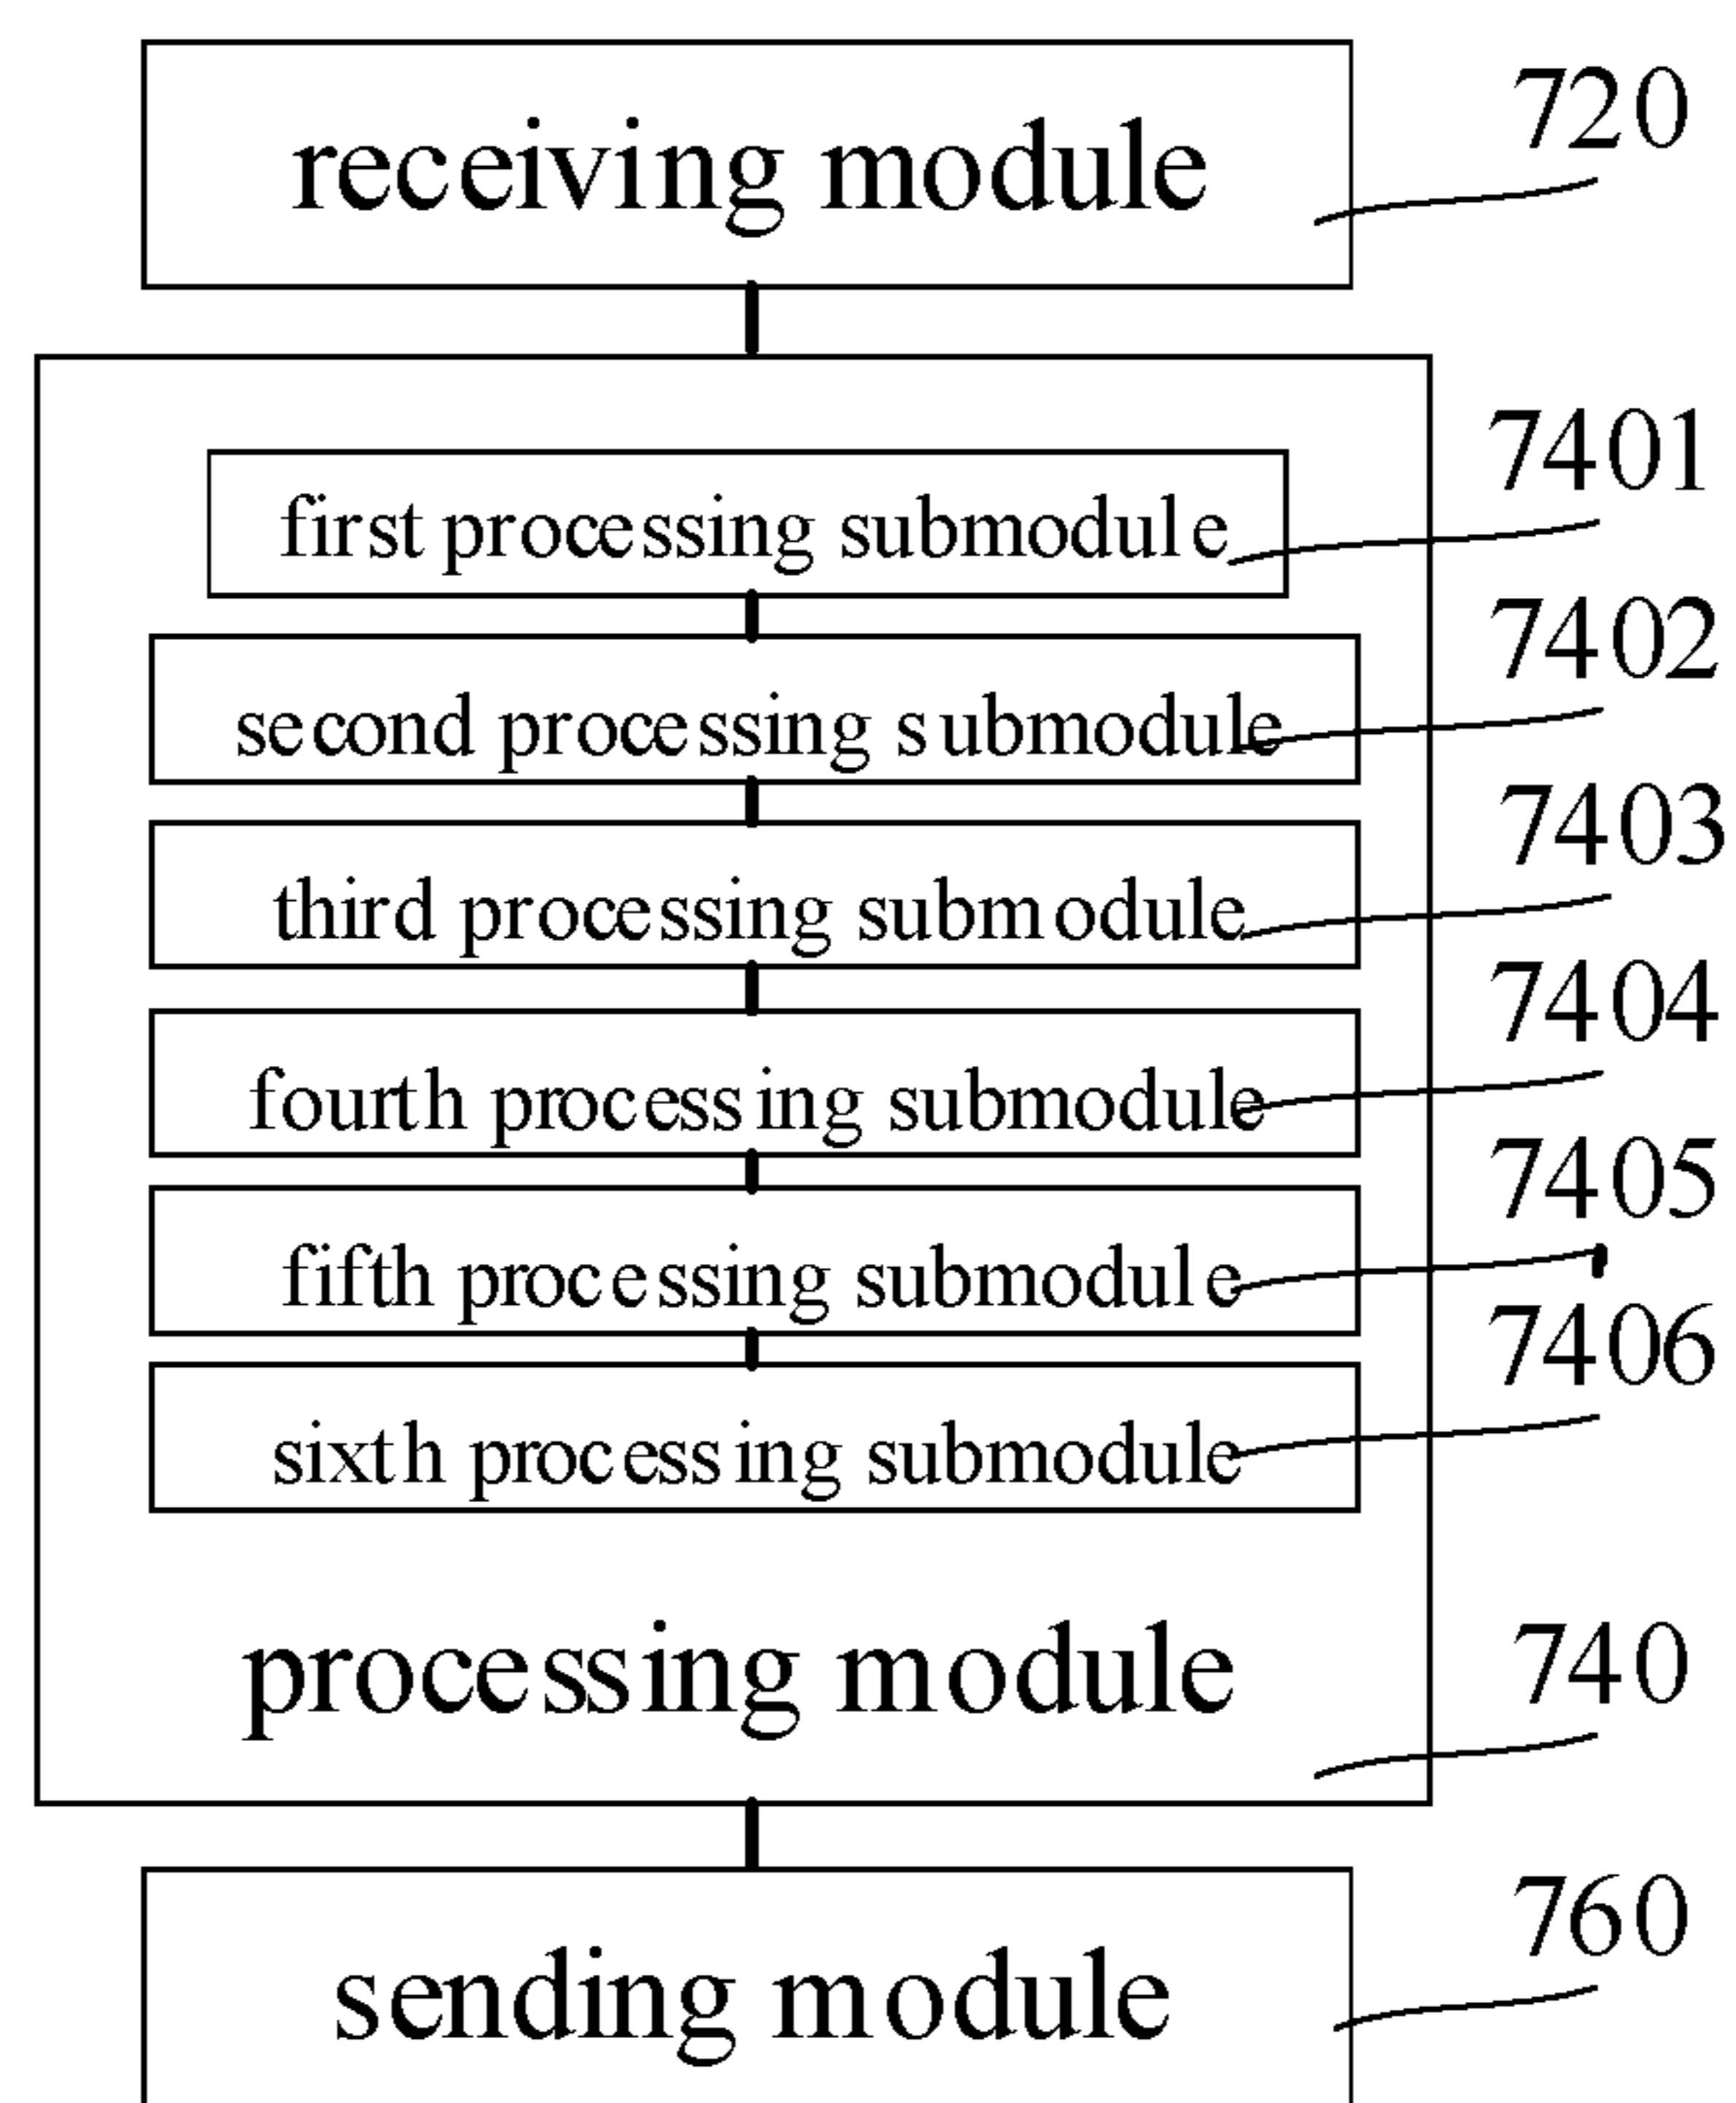 receiving module
720
first processing submodule
7401
second processing submodule
7402
third processing submodule
7403
fourth processing submodule
7404
fifth processing submodule
7405
sixth processing submodule
7406
processing module
740
sending module
760